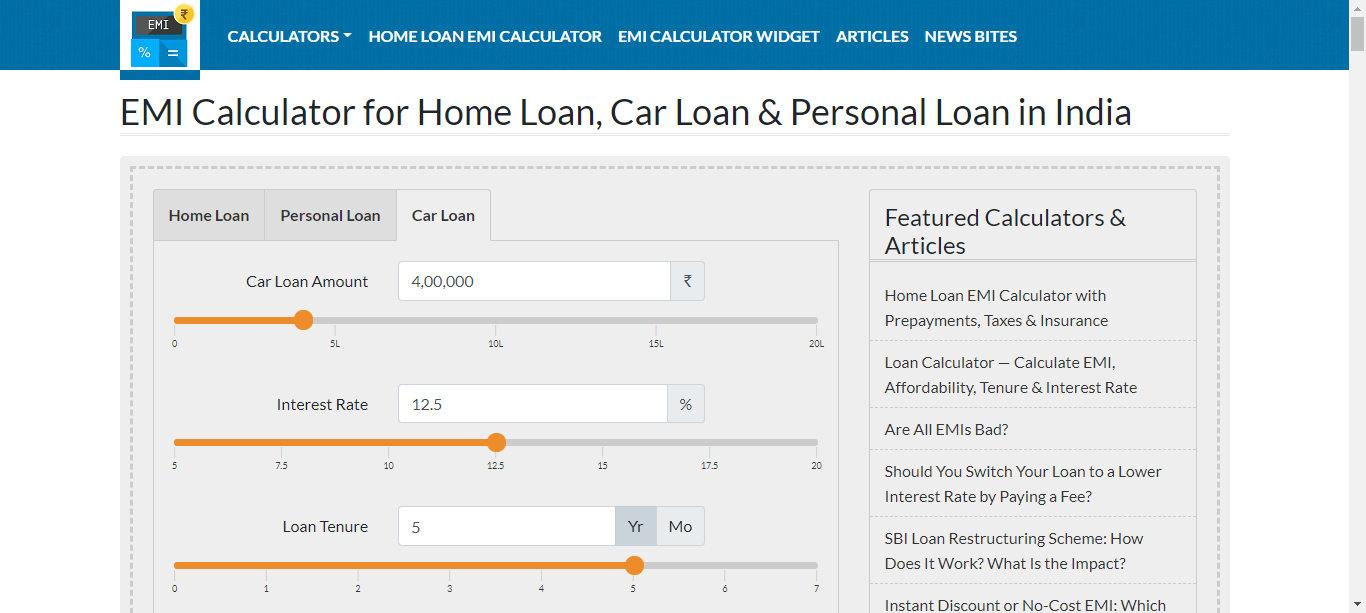 EMI ₹
% =
CALCULATORS HOME LOAN EMI CALCULATOR EMI CALCULATOR WIDGET ARTICLES NEWS BITES
EMI Calculator for Home Loan, Car Loan & Personal Loan in India
Home Loan Personal Loan Car Loan
Car Loan Amount 4,00,000 ₹
0 5L 10L 15L 20L
Interest Rate 12.5 %
5 7.5 10 12.5 15 17.5 20
Loan Tenure 5 Yr Mo
0 1 2 3 4 5 6 7
Featured Calculators &
Articles
Home Loan EMI Calculator with
Prepayments, Taxes & Insurance
Loan Calculator — Calculate EMI,
Affordability, Tenure & Interest Rate
Are All EMIs Bad?
Should You Switch Your Loan to a Lower
Interest Rate by Paying a Fee?
SBI Loan Restructuring Scheme: How
Does It Work? What Is the Impact?
Instant Discount or No-Cost EMI: Which